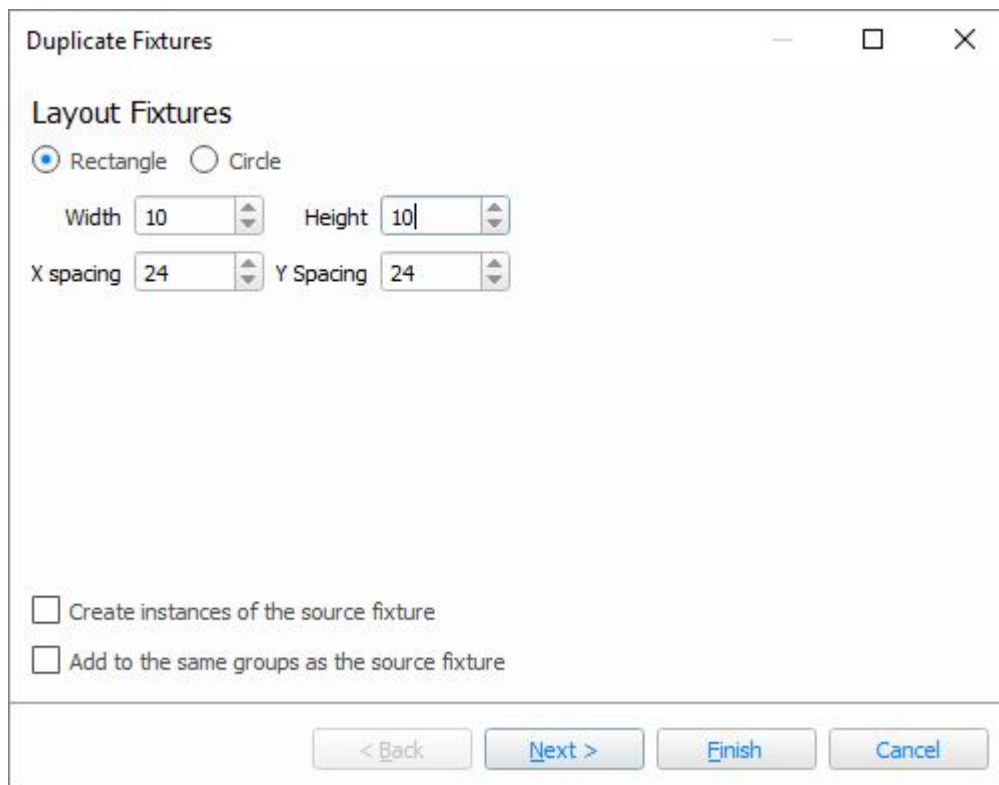 Duplicate Fixtures
Layout Fixtures
Rectangle Circle
Width 10 Height 10
X spacing 24 Y Spacing 24
Create instances of the source fixture
Add to the same groups as the source fixture
< Back Next > Finish Cancel